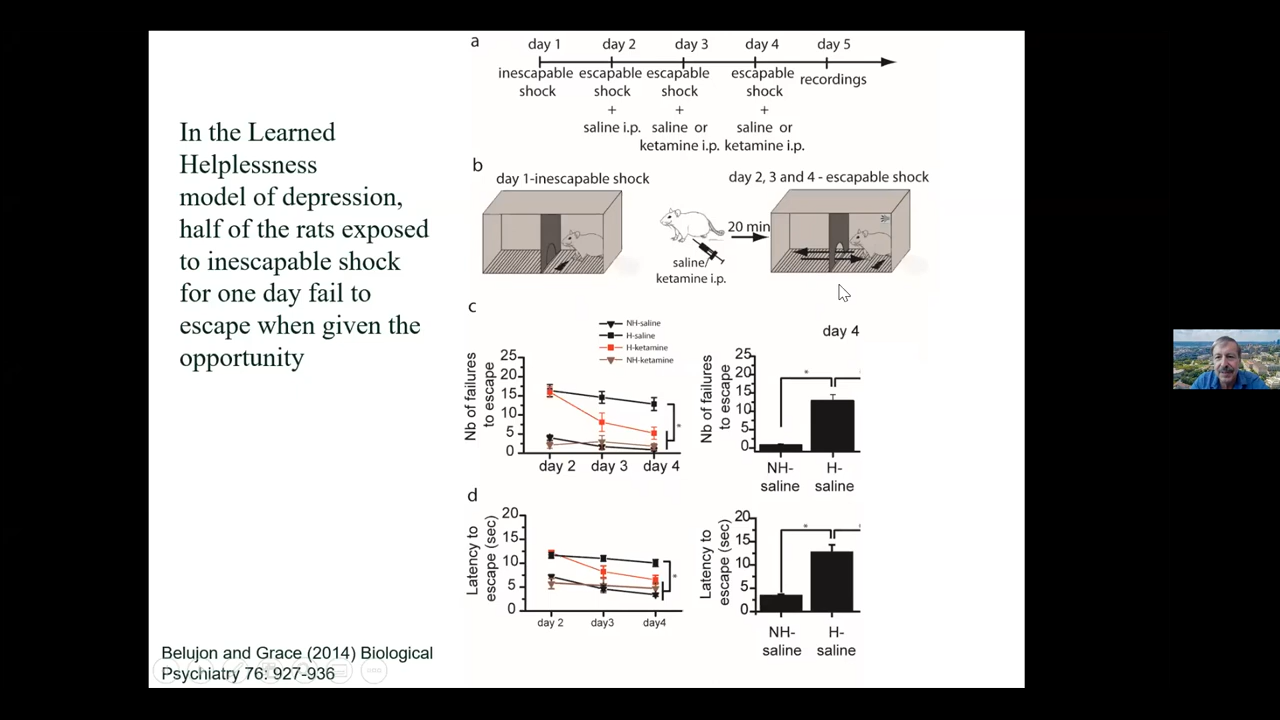 In the Learned
Helplessness
model of depression,
half of the rats exposed
to inescapable shock
for one day fail to
escape when given the
opportunity
Belujon and Grace (2014) Biological
Psychiatry 76: 927-936
a
day 1 day 2 day 3 day 4 day 5
inescapable escapable escapable escapable recordings
shock shock shock shock
+ + +
saline i.p. saline or saline or
ketamine i.p. ketamine i.p.
b
day 1-inescapable shock
day 2, 3 and 4 - escapable shock
20 min
saline/
ketamine i.p.
c
NH-saline
H-saline
H-ketamine
NH-ketamine
Nb of failures
to escape
25
20
15
10
5
0
*
day 2 day 3 day 4
day 4
Nb of failures
to escape
25
20
15
10
5
0
* *
NH- H-
saline saline
d
Latency to
escape (sec)
20
15
10
5
0
*
day 2 day3 day4
Latency to
escape (sec)
20
15
10
5
0
* *
NH- H-
saline saline